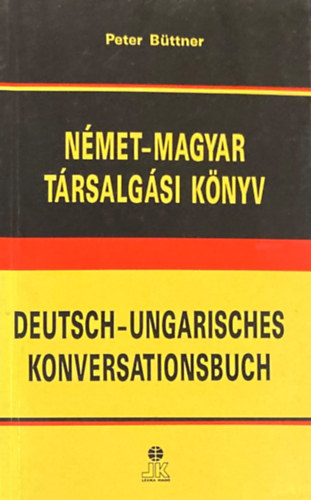 Peter Büttner
NÉMET-MAGYAR
TÁRSALGÁSI KÖNYV
DEUTSCH-UNGARISCHES
KONVERSATIONSBUCH
JK